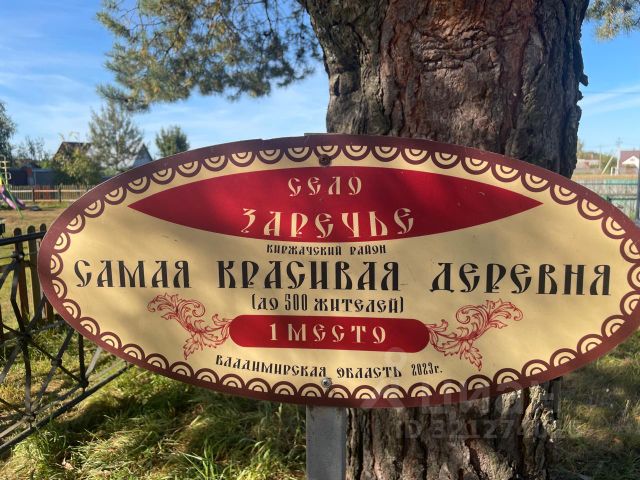 СЕЛО
ЗАРЕЧЬЕ
КИРЖАЧСКИЙ РАЙОН
САМАЯ КРАСИВАЯ ДЕРЕВНЯ
(ДО 500 ЖИТЕЛЕЙ)
1 МЕСТО
ВЛАДИМИРСКАЯ ОБЛАСТЬ 2023г.